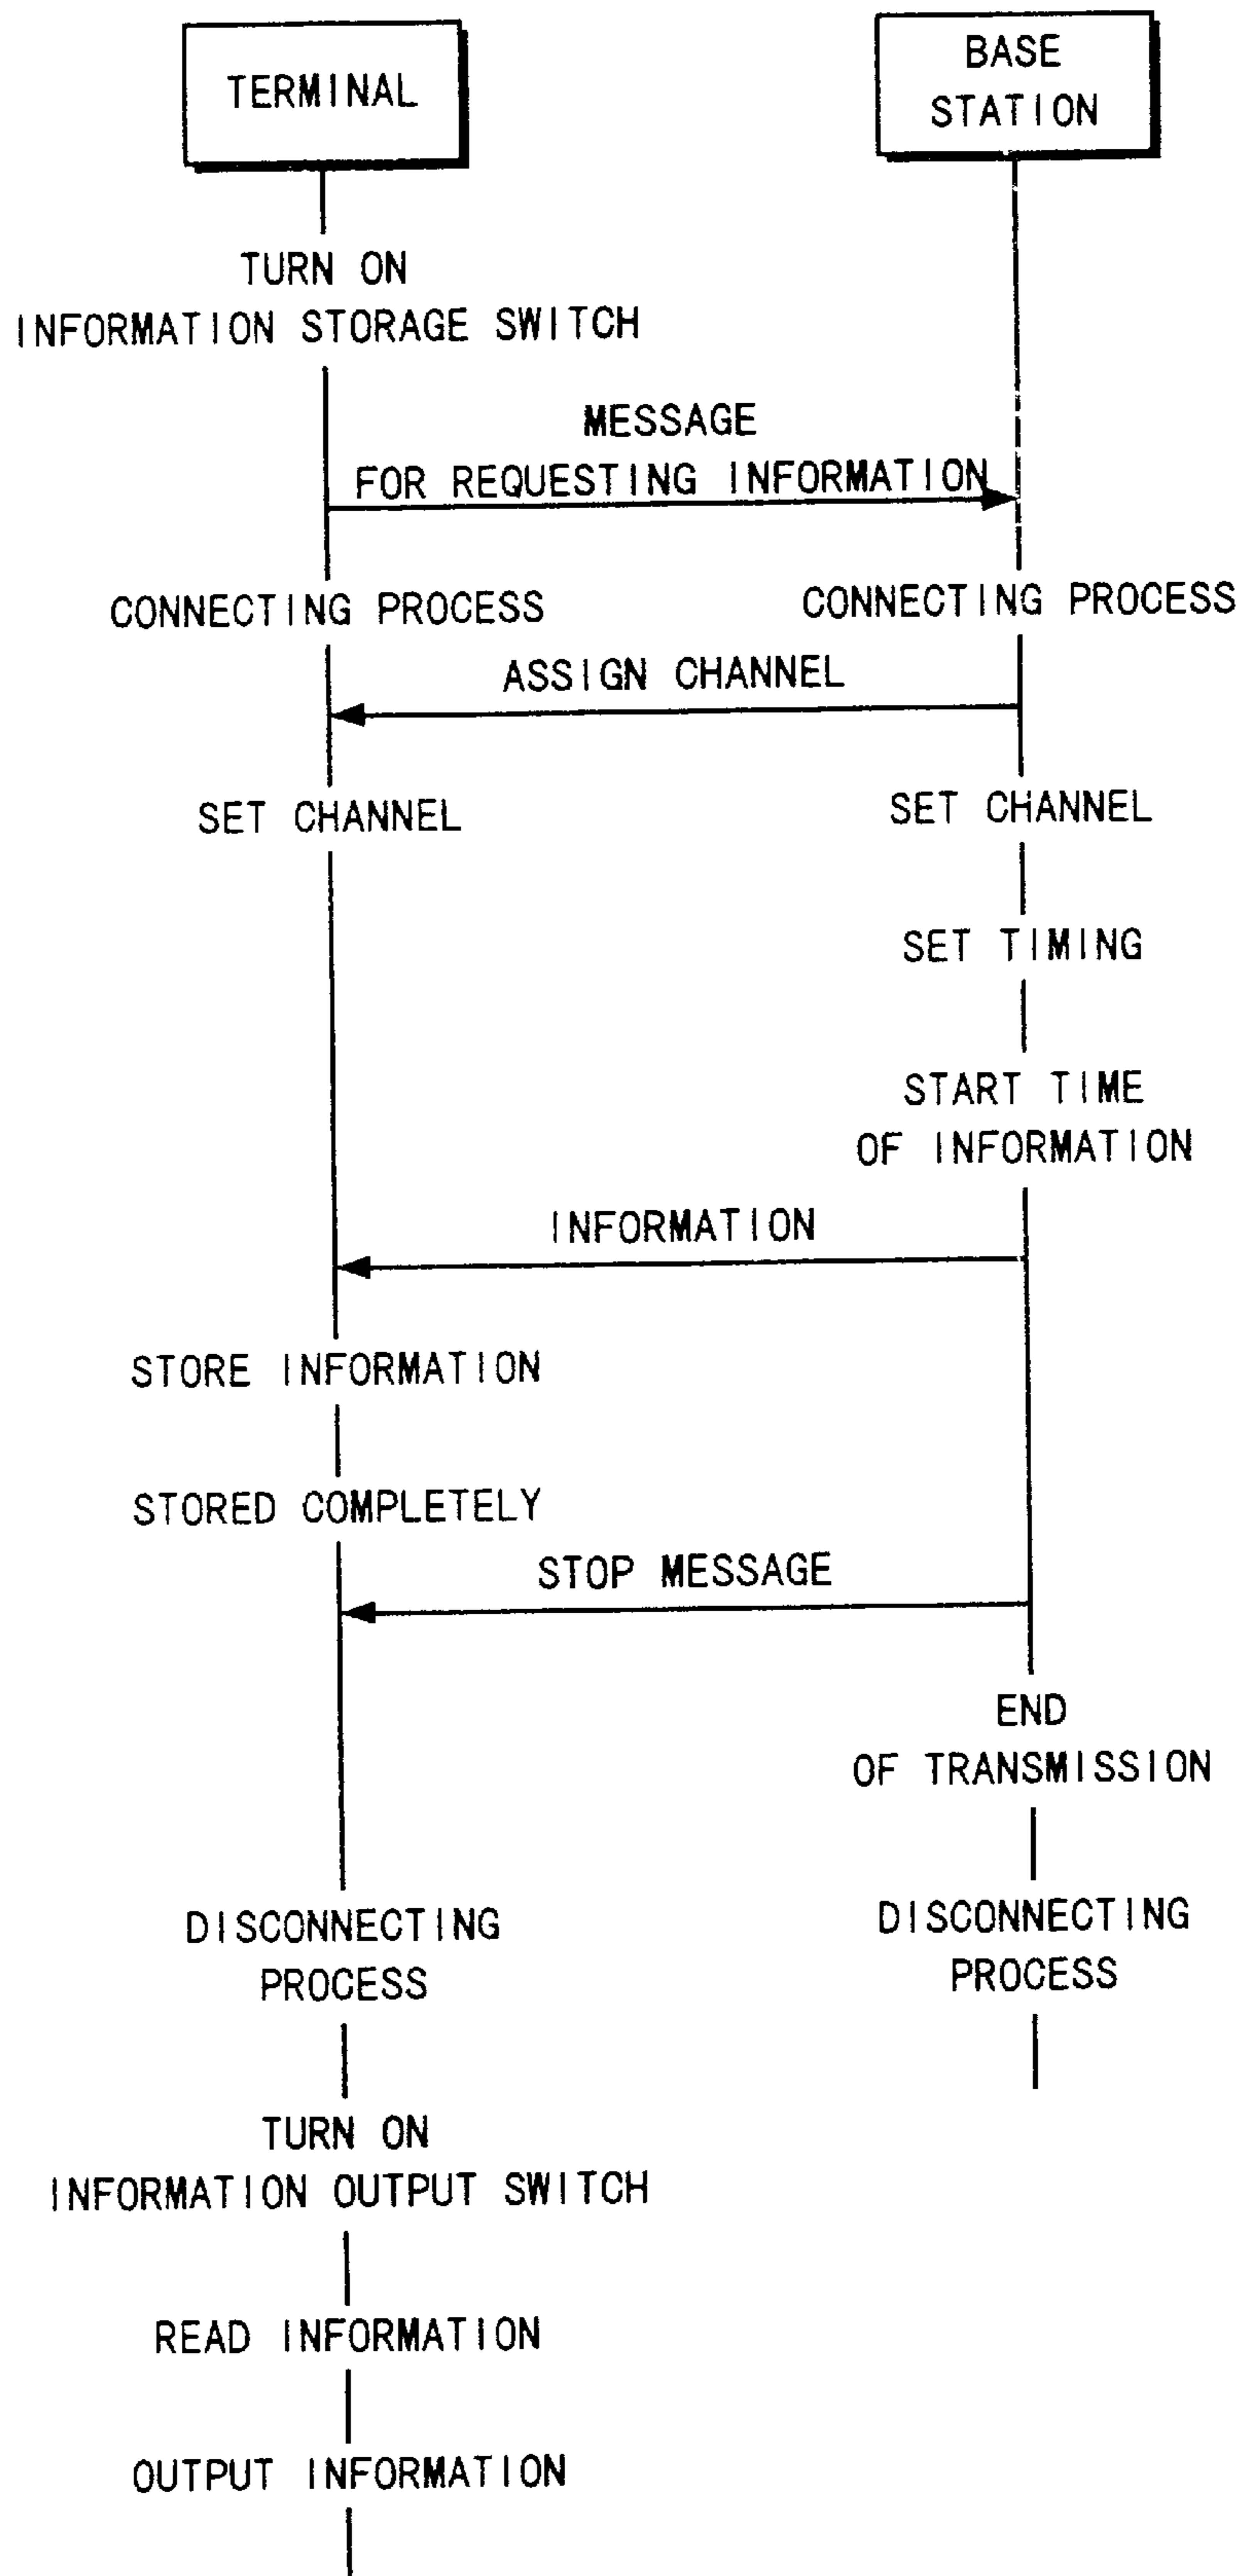 TERMINAL
BASE
STATION
TURN ON
INFORMATION STORAGE SWITCH
MESSAGE
FOR REQUESTING INFORMATION
CONNECTING PROCESS
CONNECTING PROCESS
ASSIGN CHANNEL
SET CHANNEL
SET CHANNEL
SET TIMING
START TIME
OF INFORMATION
INFORMATION
STORE INFORMATION
STORED COMPLETELY
STOP MESSAGE
END
OF TRANSMISSION
DISCONNECTING
PROCESS
DISCONNECTING
PROCESS
TURN ON
INFORMATION OUTPUT SWITCH
READ INFORMATION
OUTPUT INFORMATION